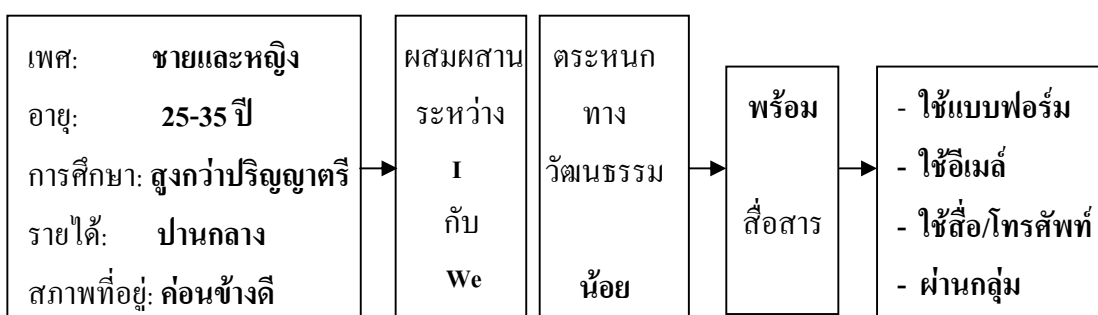 เพศ: ชายและหญิง
อายุ: 25-35 ปี
การศึกษา: สูงกว่าปริญญาตรี
รายได้: ปานกลาง
สภาพที่อยู่: ค่อนข้างดี
ผสมผสาน
ระหว่าง
I
กับ
We
ตระหนก
ทาง
วัฒนธรรม
น้อย
พร้อม
สื่อสาร
- ใช้แบบฟอร์ม
- ใช้อีเมล์
- ใช้สื่อ/โทรศัพท์
- ผ่านกลุ่ม